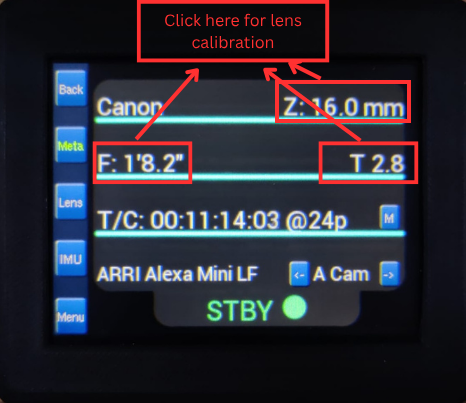 Click here for lens
calibration
Back
Canon Z: 16.0 mm
Meta
F: 1'8.2" T 2.8
Lens
T/C: 00:11:14:03 @24p M
IMU
ARRI Alexa Mini LF <- A Cam ->
Menu
STBY